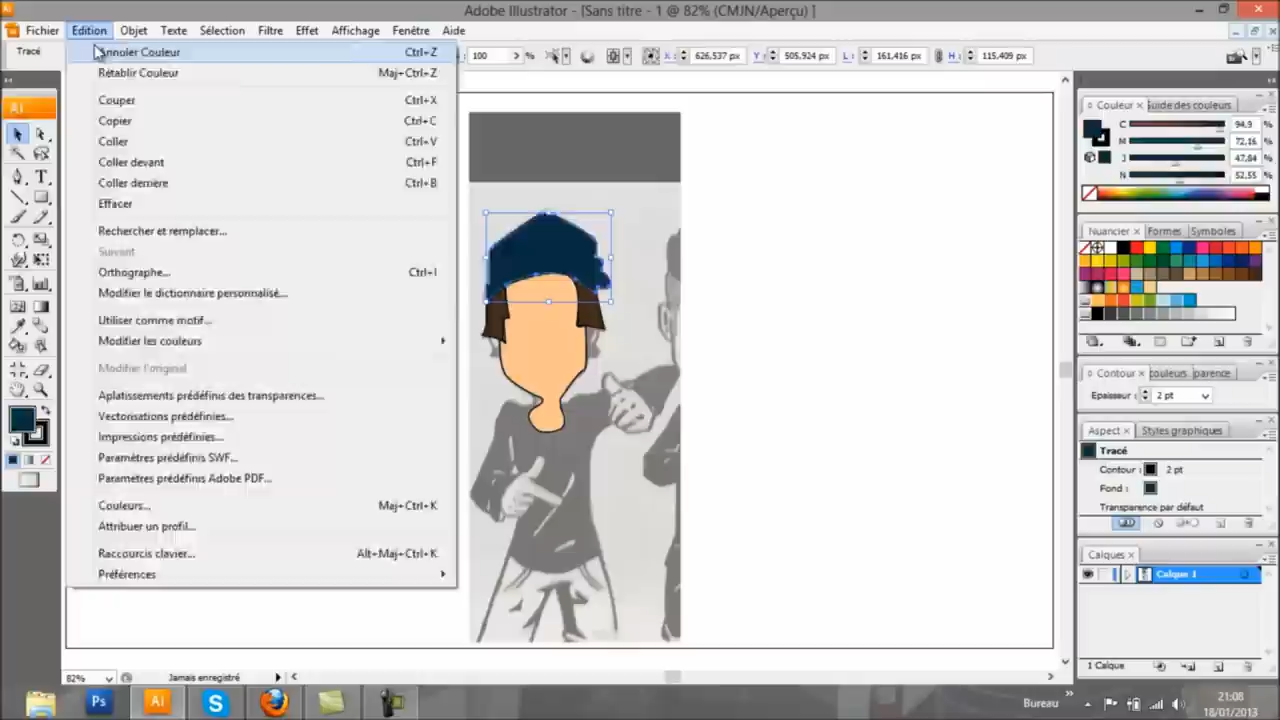 Ai
Adobe Illustrator - [Sans titre - 1 @ 82% (CMJN/Aperçu) ]
Fichier Edition Objet Texte Sélection Filtre Effet Affichage Fenêtre Aide
Tracé
100 X : 626,537 px Y : 505,924 px L : 161,416 px H : 115,409 px
Annuler Couleur Ctrl+Z
Rétablir Couleur Maj+Ctrl+Z
Couper Ctrl+X
Copier Ctrl+C
Coller Ctrl+V
Coller devant Ctrl+F
Coller derrière Ctrl+B
Effacer
Rechercher et remplacer...
Suivant
Orthographe... Ctrl+I
Modifier le dictionnaire personnalisé...
Utiliser comme motif...
Modifier les couleurs
Modifier l'original
Aplatissements prédéfinis des transparences...
Vectorisations prédéfinies...
Impressions prédéfinies...
Paramètres prédéfinis SWF...
Paramètres prédéfinis Adobe PDF...
Couleurs... Maj+Ctrl+K
Attribuer un profil...
Raccourcis clavier... Alt+Maj+Ctrl+K
Préférences
Ai
T
Couleur × Guide des couleurs
C 94,9 %
M 72,16 %
J 47,84 %
N 52,55 %
Nuancier × Formes Symboles
Contour × couleurs parence
Epaisseur : 2 pt
Aspect × Styles graphiques
Tracé
Contour : 2 pt
Fond :
Transparence par défaut
Calques ×
Calque 1
1 Calque
82% Jamais enregistré
Ps Ai S
Bureau »
21:08
18/01/2013